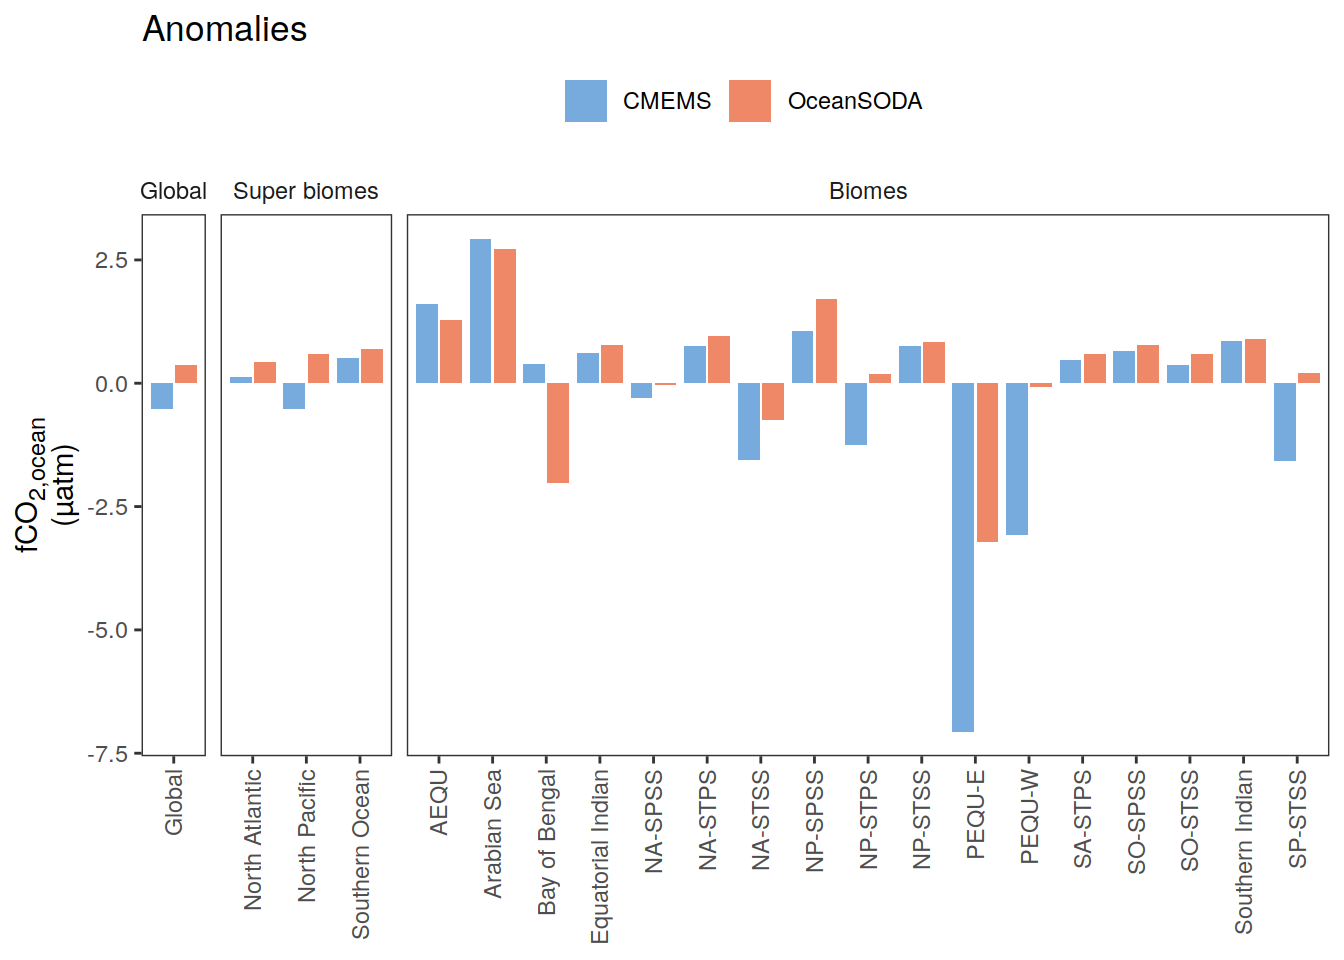 Anomalies
CMEMS
OceanSODA
Global
Super biomes
Biomes
2.5
0.0
-2.5
-5.0
-7.5
fCO2,ocean
(µatm)
Global
North Atlantic
North Pacific
Southern Ocean
AEQU
Arabian Sea
Bay of Bengal
Equatorial Indian
NA-SPSS
NA-STPS
NA-STSS
NP-SPSS
NP-STPS
NP-STSS
PEQU-E
PEQU-W
SA-STPS
SO-SPSS
SO-STSS
Southern Indian
SP-STSS